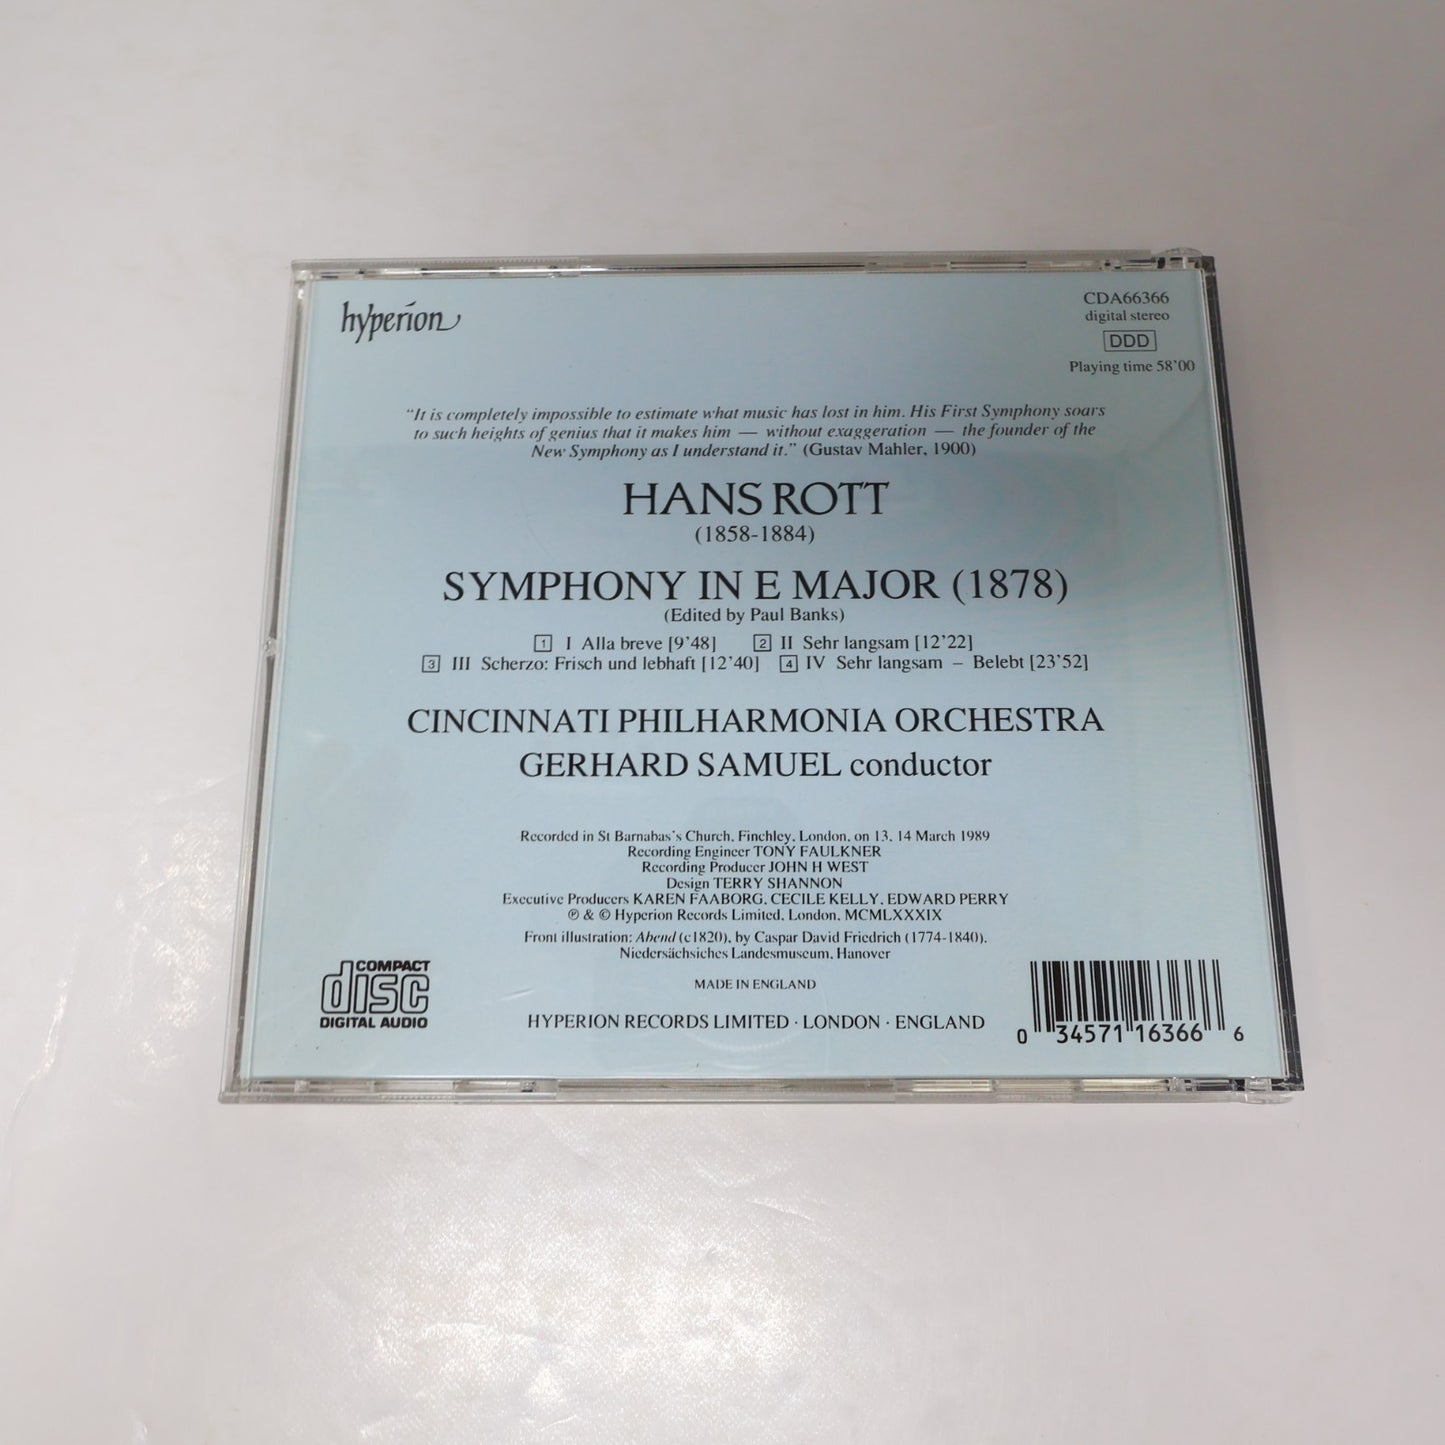 hyperion
CDA66366
digital stereo
DDD
Playing time 58'00
"It is completely impossible to estimate what music has lost in him. His First Symphony soars
to such heights of genius that it makes him — without exaggeration — the founder of the
New Symphony as I understand it." (Gustav Mahler, 1900)
HANS ROTT
(1858-1884)
SYMPHONY IN E MAJOR (1878)
(Edited by Paul Banks)
1 I Alla breve [9'48] 2 II Sehr langsam [12'22]
3 III Scherzo: Frisch und lebhaft [12'40] 4 IV Sehr langsam – Belebt [23'52]
CINCINNATI PHILHARMONIA ORCHESTRA
GERHARD SAMUEL conductor
Recorded in St Barnabas's Church, Finchley, London, on 13, 14 March 1989
Recording Engineer TONY FAULKNER
Recording Producer JOHN H WEST
Design TERRY SHANNON
Executive Producers KAREN FAABORG, CECILE KELLY, EDWARD PERRY
℗ & © Hyperion Records Limited, London, MCMLXXXIX
Front illustration: Abend (c1820), by Caspar David Friedrich (1774-1840).
Niedersächsiches Landesmuseum, Hanover
MADE IN ENGLAND
HYPERION RECORDS LIMITED · LONDON · ENGLAND
COMPACT
disc
DIGITAL AUDIO
0 34571 16366 6